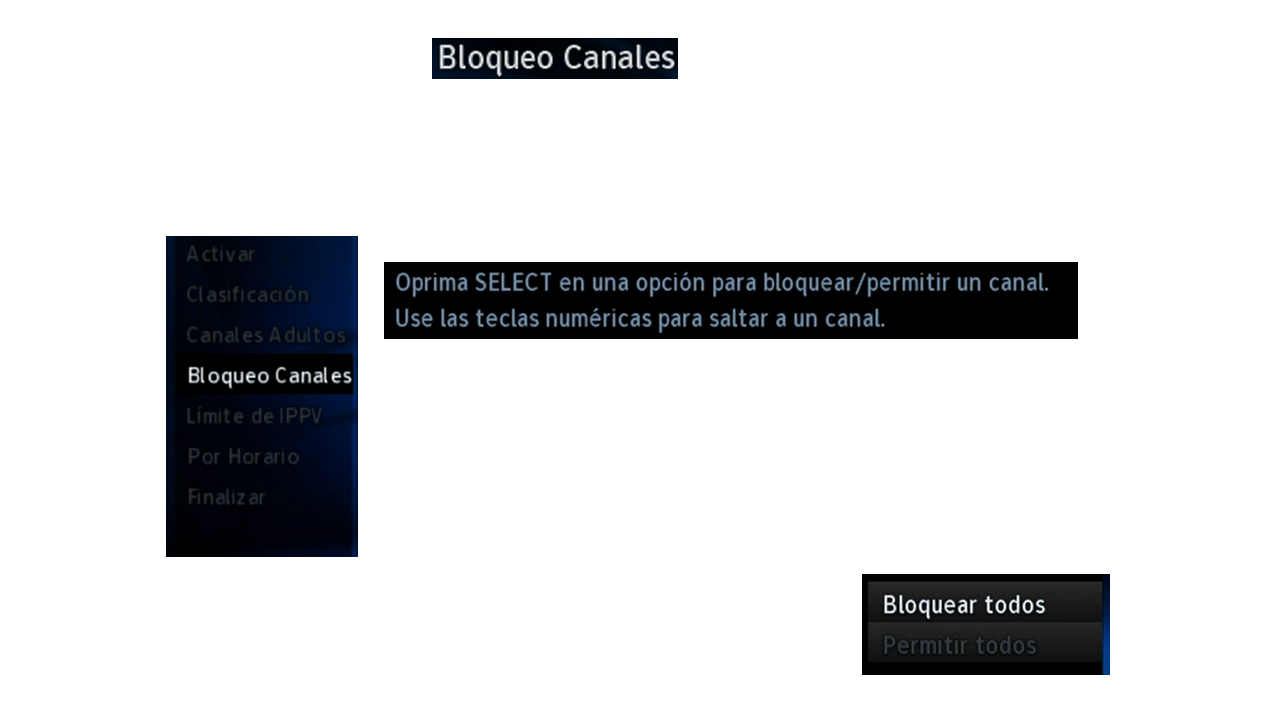 Bloqueo Canales
Activar
Clasificación
Canales Adultos
Bloqueo Canales
Límite de IPPV
Por Horario
Finalizar
Oprima SELECT en una opción para bloquear/permitir un canal.
Use las teclas numéricas para saltar a un canal.
Bloquear todos
Permitir todos